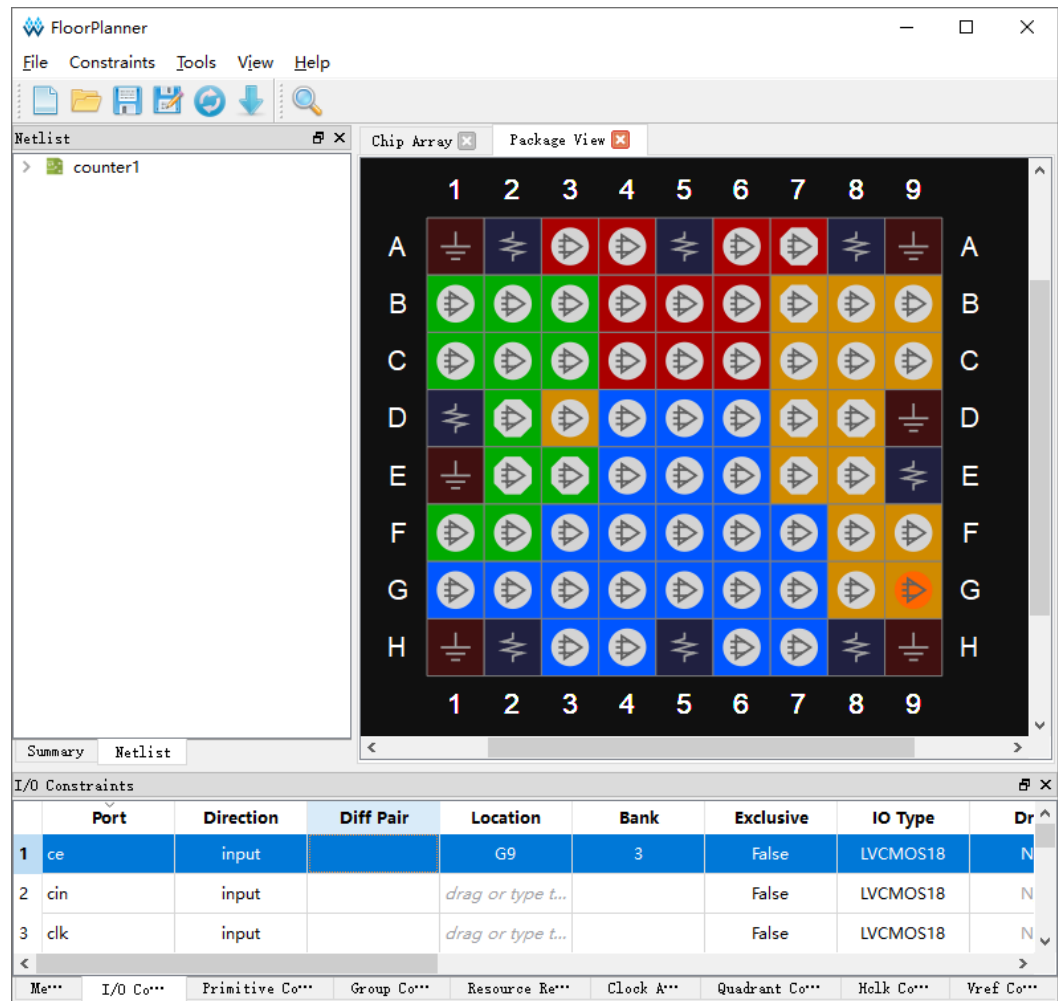 FloorPlanner
File Constraints Tools View Help
Netlist
Chip Array Package View
counter1
1 2 3 4 5 6 7 8 9
A A
B B
C C
D D
E E
F F
G G
H H
1 2 3 4 5 6 7 8 9
Summary Netlist
I/O Constraints
Port Direction Diff Pair Location Bank Exclusive IO Type Dr
1 ce input G9 3 False LVCMOS18 N
2 cin input drag or type t... False LVCMOS18 N
3 clk input drag or type t... False LVCMOS18 N
Me... I/O Co... Primitive Co... Group Co... Resource Re... Clock A... Quadrant Co... Hclk Co... Vref Co...